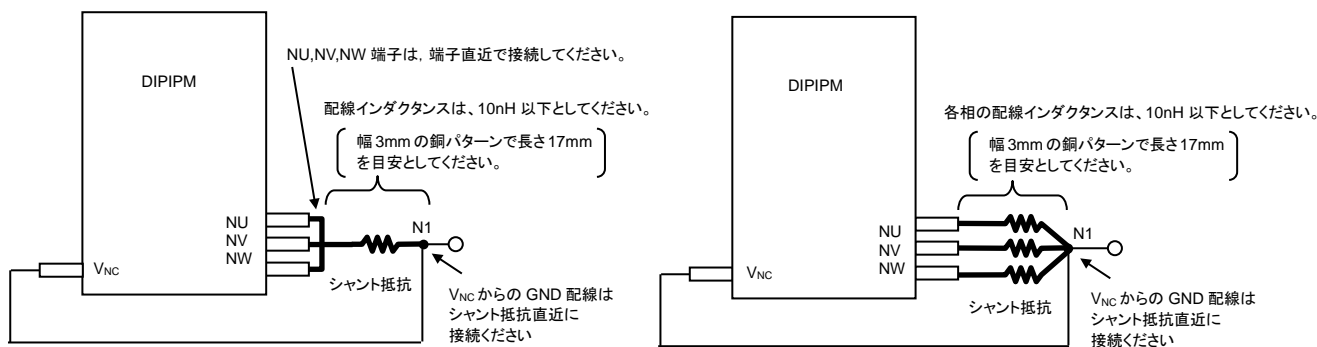 NU,NV,NW 端子は，端子直近で接続してください。
DIPIPM
配線インダクタンスは、10nH 以下としてください。
幅 3mm の銅パターンで長さ 17mm
を目安としてください。
NU
NV
NW
N1
VNC
シャント抵抗
VNC からの GND 配線は
シャント抵抗直近に
接続ください
DIPIPM
各相の配線インダクタンスは、10nH 以下としてください。
幅 3mm の銅パターンで長さ 17mm
を目安としてください。
NU
NV
NW
N1
VNC
シャント抵抗
VNC からの GND 配線は
シャント抵抗直近に
接続ください